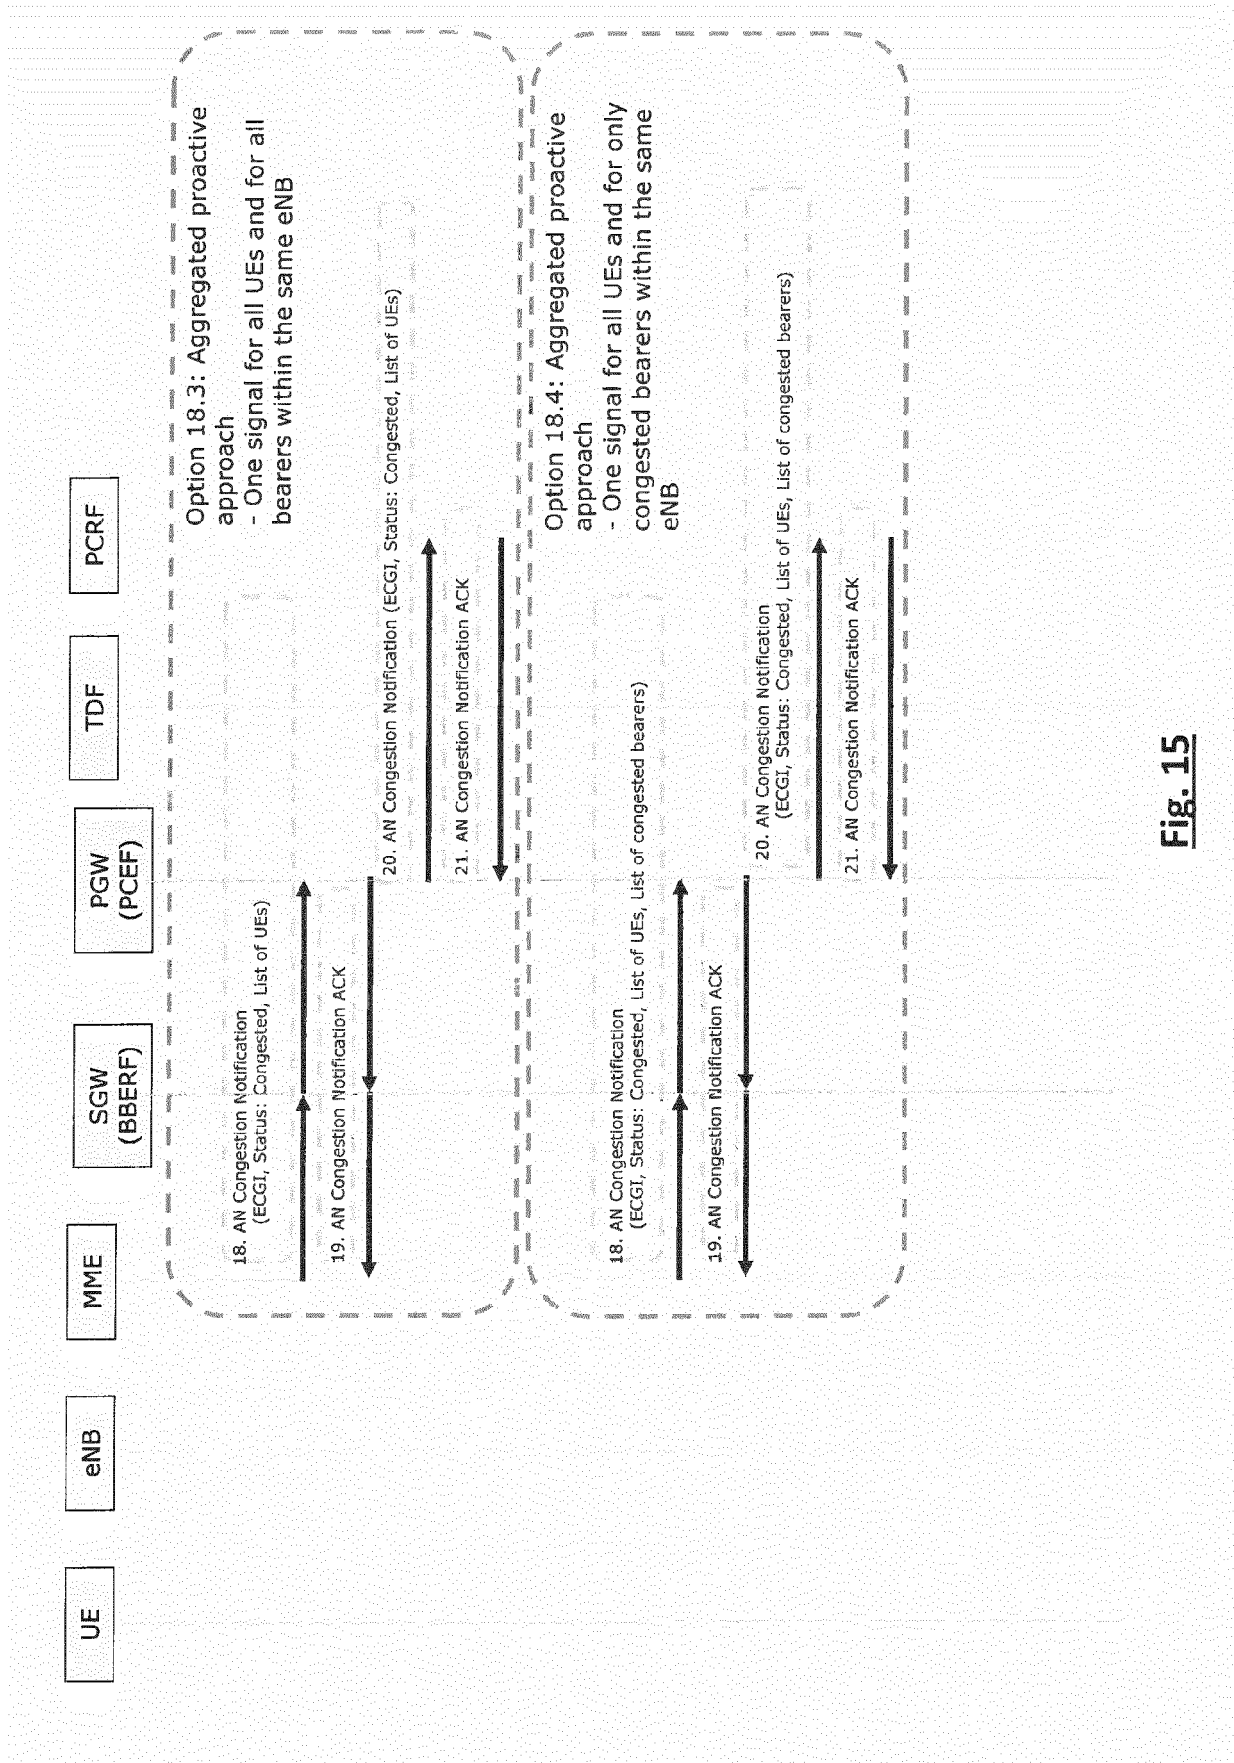 UE
eNB
MME
SGW
(BBERF)
PGW
(PCEF)
TDF
PCRF
Option 18.3: Aggregated proactive
approach
- One signal for all UEs and for all
bearers within the same eNB
18. AN Congestion Notification
(ECGI, Status: Congested, List of UEs)
19. AN Congestion Notification ACK
20. AN Congestion Notification (ECGI, Status: Congested, List of UEs)
21. AN Congestion Notification ACK
Option 18.4: Aggregated proactive
approach
- One signal for all UEs and for only
congested bearers within the same
eNB
18. AN Congestion Notification
(ECGI, Status: Congested, List of UEs, List of congested bearers)
19. AN Congestion Notification ACK
20. AN Congestion Notification
(ECGI, Status: Congested, List of UEs, List of congested bearers)
21. AN Congestion Notification ACK
Fig. 15